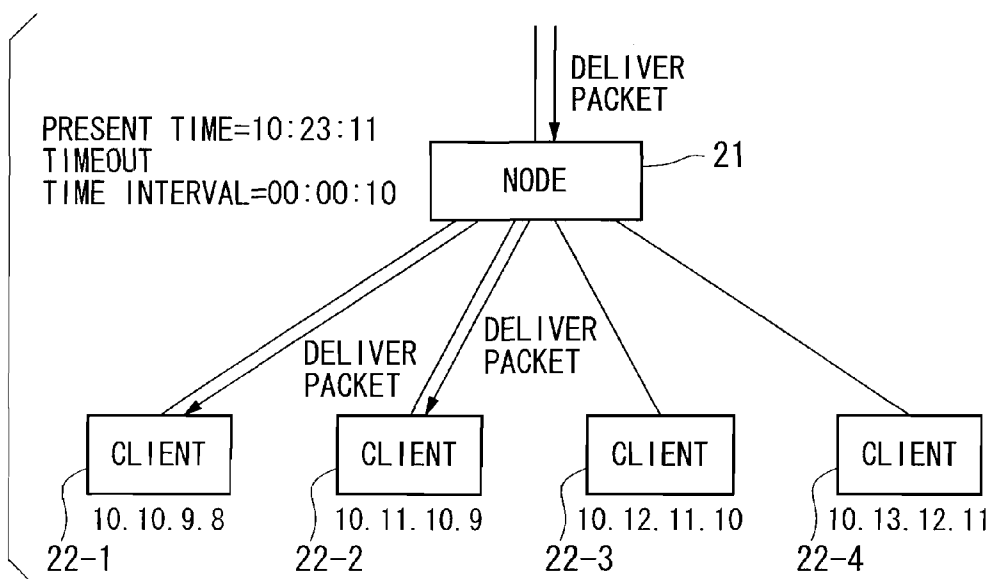 DELIVER
PACKET
PRESENT TIME=10:23:11
TIMEOUT
TIME INTERVAL=00:00:10
NODE
21
DELIVER
PACKET
DELIVER
PACKET
CLIENT
CLIENT
CLIENT
CLIENT
10.10.9.8
10.11.10.9
10.12.11.10
10.13.12.11
22-1
22-2
22-3
22-4